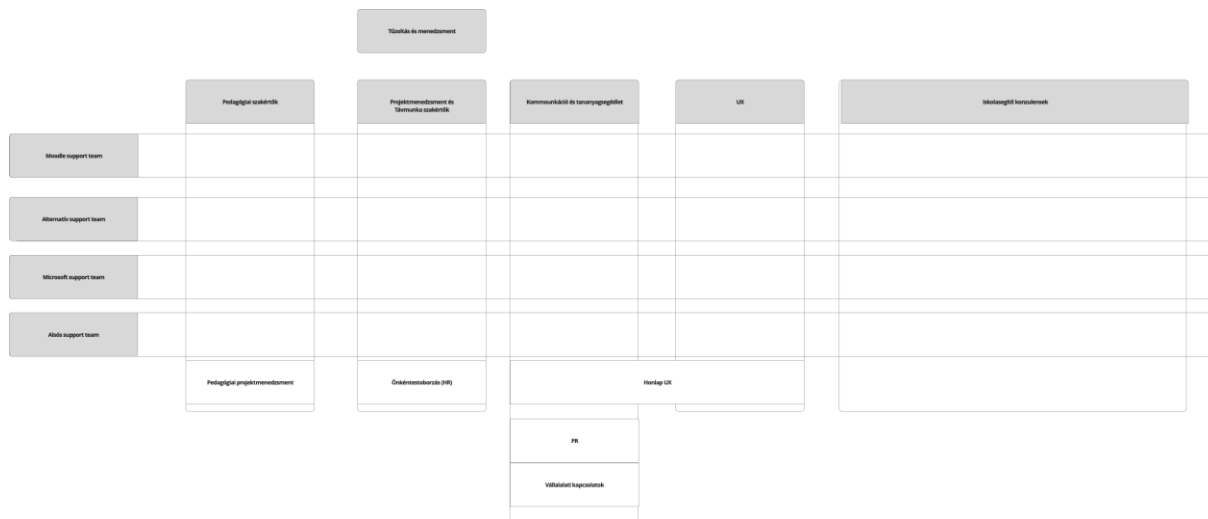 Tűzoltás és menedzsment
Pedagógiai szakértők
Projektmenedzsment és
Távmunka szakértők
Kommunikáció és tananyagsegédlet
UX
Iskolasegítő konzulensek
Moodle support team
Alternatív support team
Microsoft support team
Alsós support team
Pedagógiai projektmenedzsment
Önkéntestoborzás (HR)
Honlap UX
PR
Vállalalati kapcsolatok